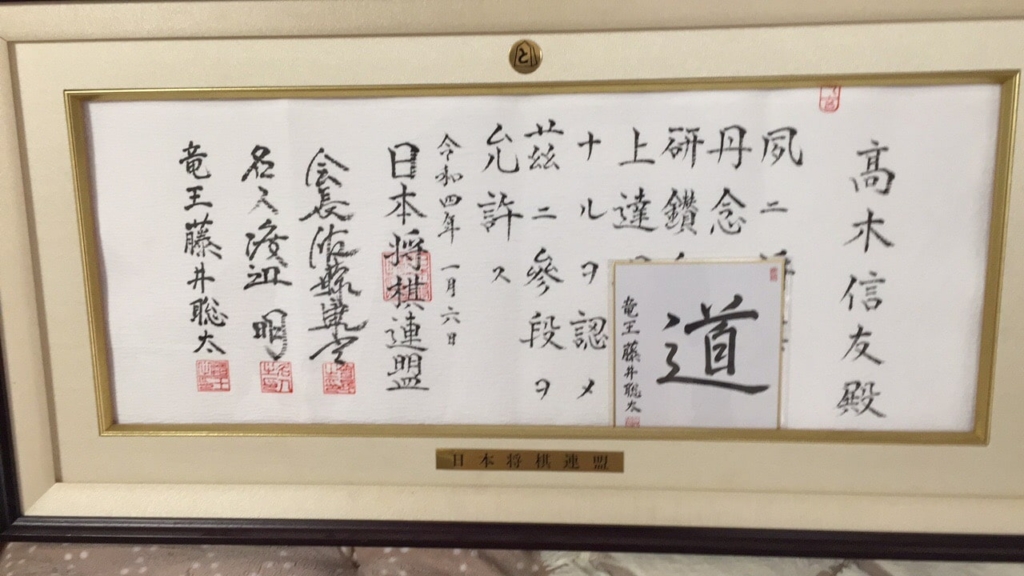 高木信友殿
夙ニ
丹念
研鑽
上達
ナルヲ認メ
茲ニ參段ヲ
允許ス
令和四年一月六日
日本将棋連盟
会長佐藤康光
名人渡辺明
竜王藤井聡太
道
竜王藤井聡太
日本将棋連盟